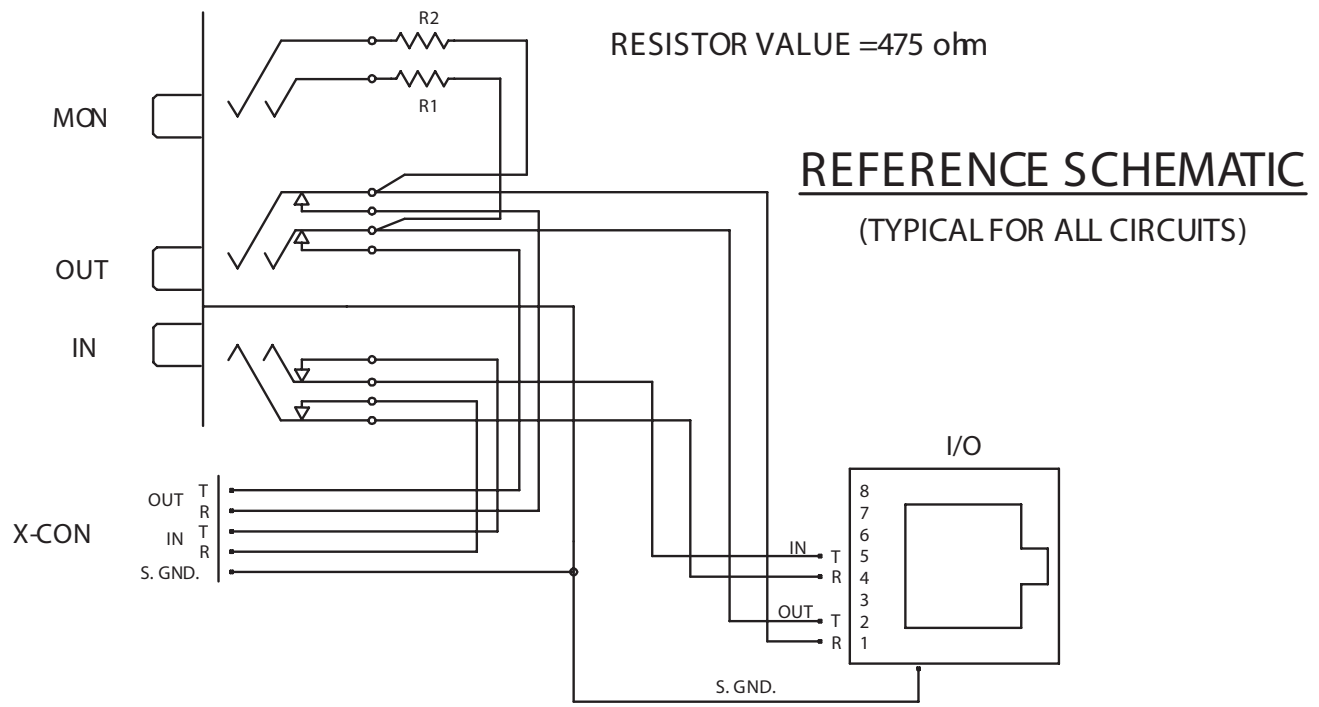 R2
RESISTOR VALUE =475 ohm
R1
MON
REFERENCE SCHEMATIC
(TYPICAL FOR ALL CIRCUITS)
OUT
IN
I/O
X-CON
OUT T
R
IN T
R
S. GND.
8
7
6
IN T 5
R 4
3
OUT T 2
R 1
S. GND.